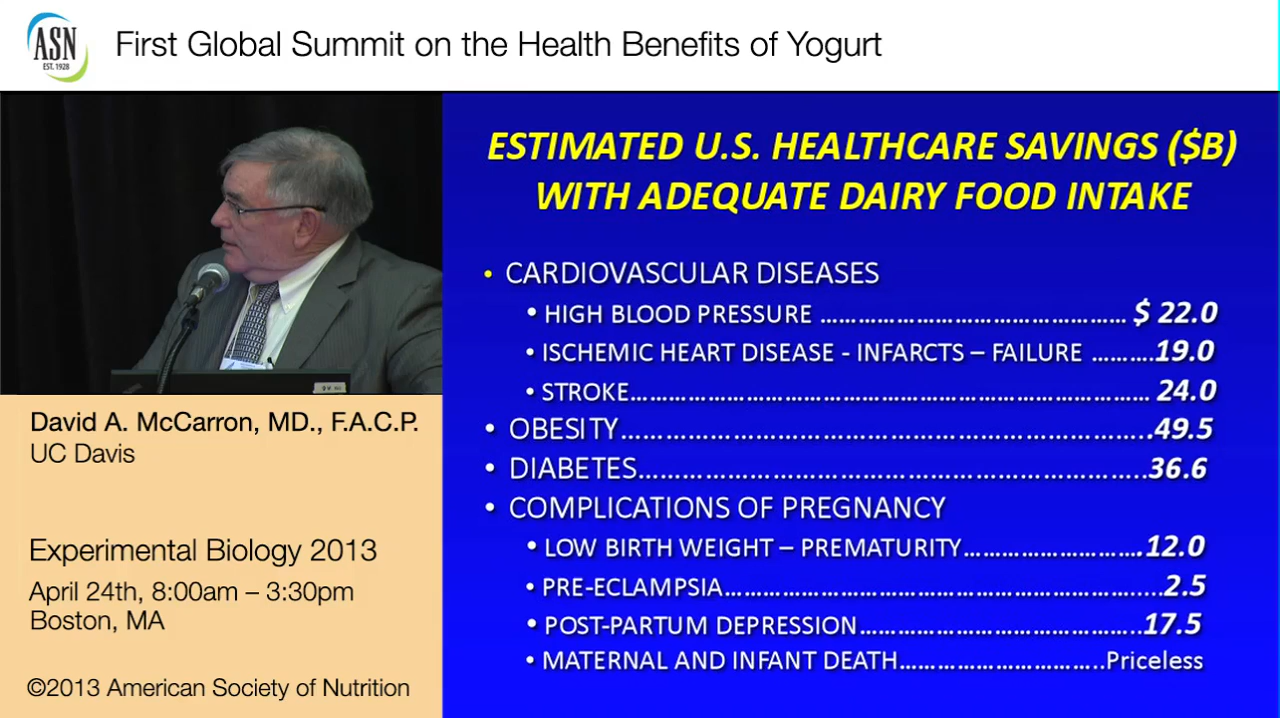 ASN
EST. 1928
First Global Summit on the Health Benefits of Yogurt
ESTIMATED U.S. HEALTHCARE SAVINGS ($B)
WITH ADEQUATE DAIRY FOOD INTAKE
• CARDIOVASCULAR DISEASES
• HIGH BLOOD PRESSURE ........................................ $ 22.0
• ISCHEMIC HEART DISEASE - INFARCTS – FAILURE .........19.0
• STROKE........................................................................ 24.0
• OBESITY..................................................................49.5
• DIABETES................................................................36.6
• COMPLICATIONS OF PREGNANCY
• LOW BIRTH WEIGHT – PREMATURITY........................12.0
• PRE-ECLAMPSIA.........................................................2.5
• POST-PARTUM DEPRESSION.....................................17.5
• MATERNAL AND INFANT DEATH...........................Priceless
David A. McCarron, MD., F.A.C.P.
UC Davis
Experimental Biology 2013
April 24th, 8:00am – 3:30pm
Boston, MA
©2013 American Society of Nutrition